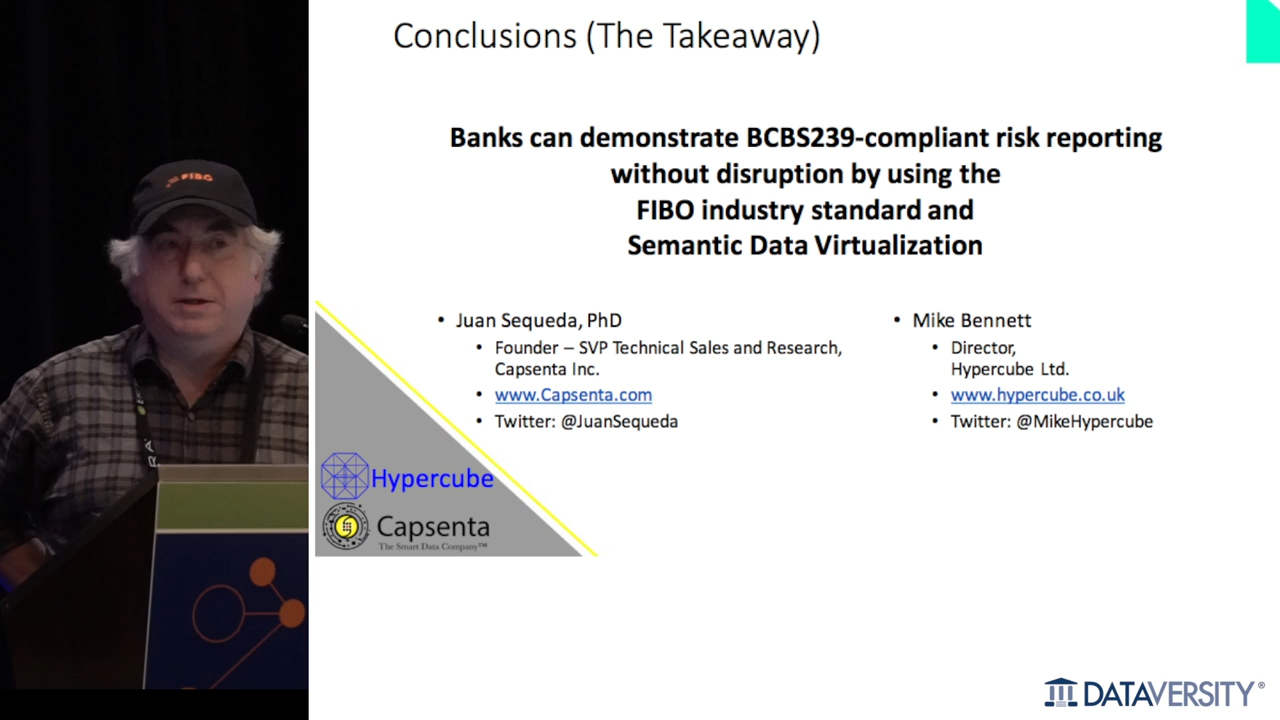 Conclusions (The Takeaway)
Banks can demonstrate BCBS239-compliant risk reporting
without disruption by using the
FIBO industry standard and
Semantic Data Virtualization
• Juan Sequeda, PhD
• Founder – SVP Technical Sales and Research,
Capsenta Inc.
• www.Capsenta.com
• Twitter: @JuanSequeda
• Mike Bennett
• Director,
Hypercube Ltd.
• www.hypercube.co.uk
• Twitter: @MikeHypercube
Hypercube
Capsenta
The Smart Data Company™
FIBO
DATAVERSITY®